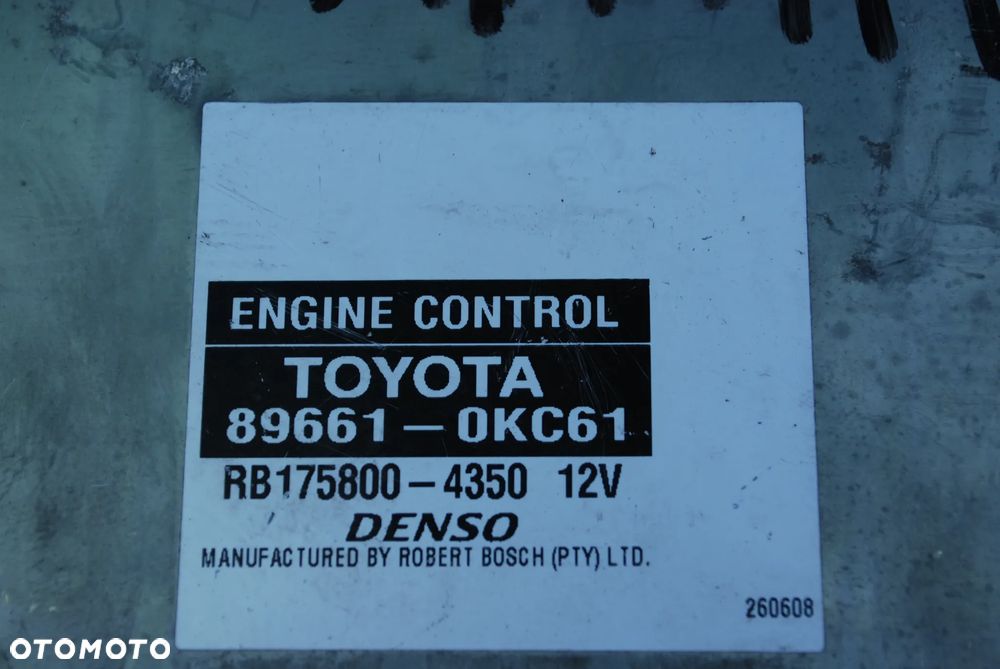 ENGINE CONTROL
TOYOTA
89661-0KC61
RB175800-4350 12V
DENSO
MANUFACTURED BY ROBERT BOSCH (PTY) LTD.
260608
OTOMOTO